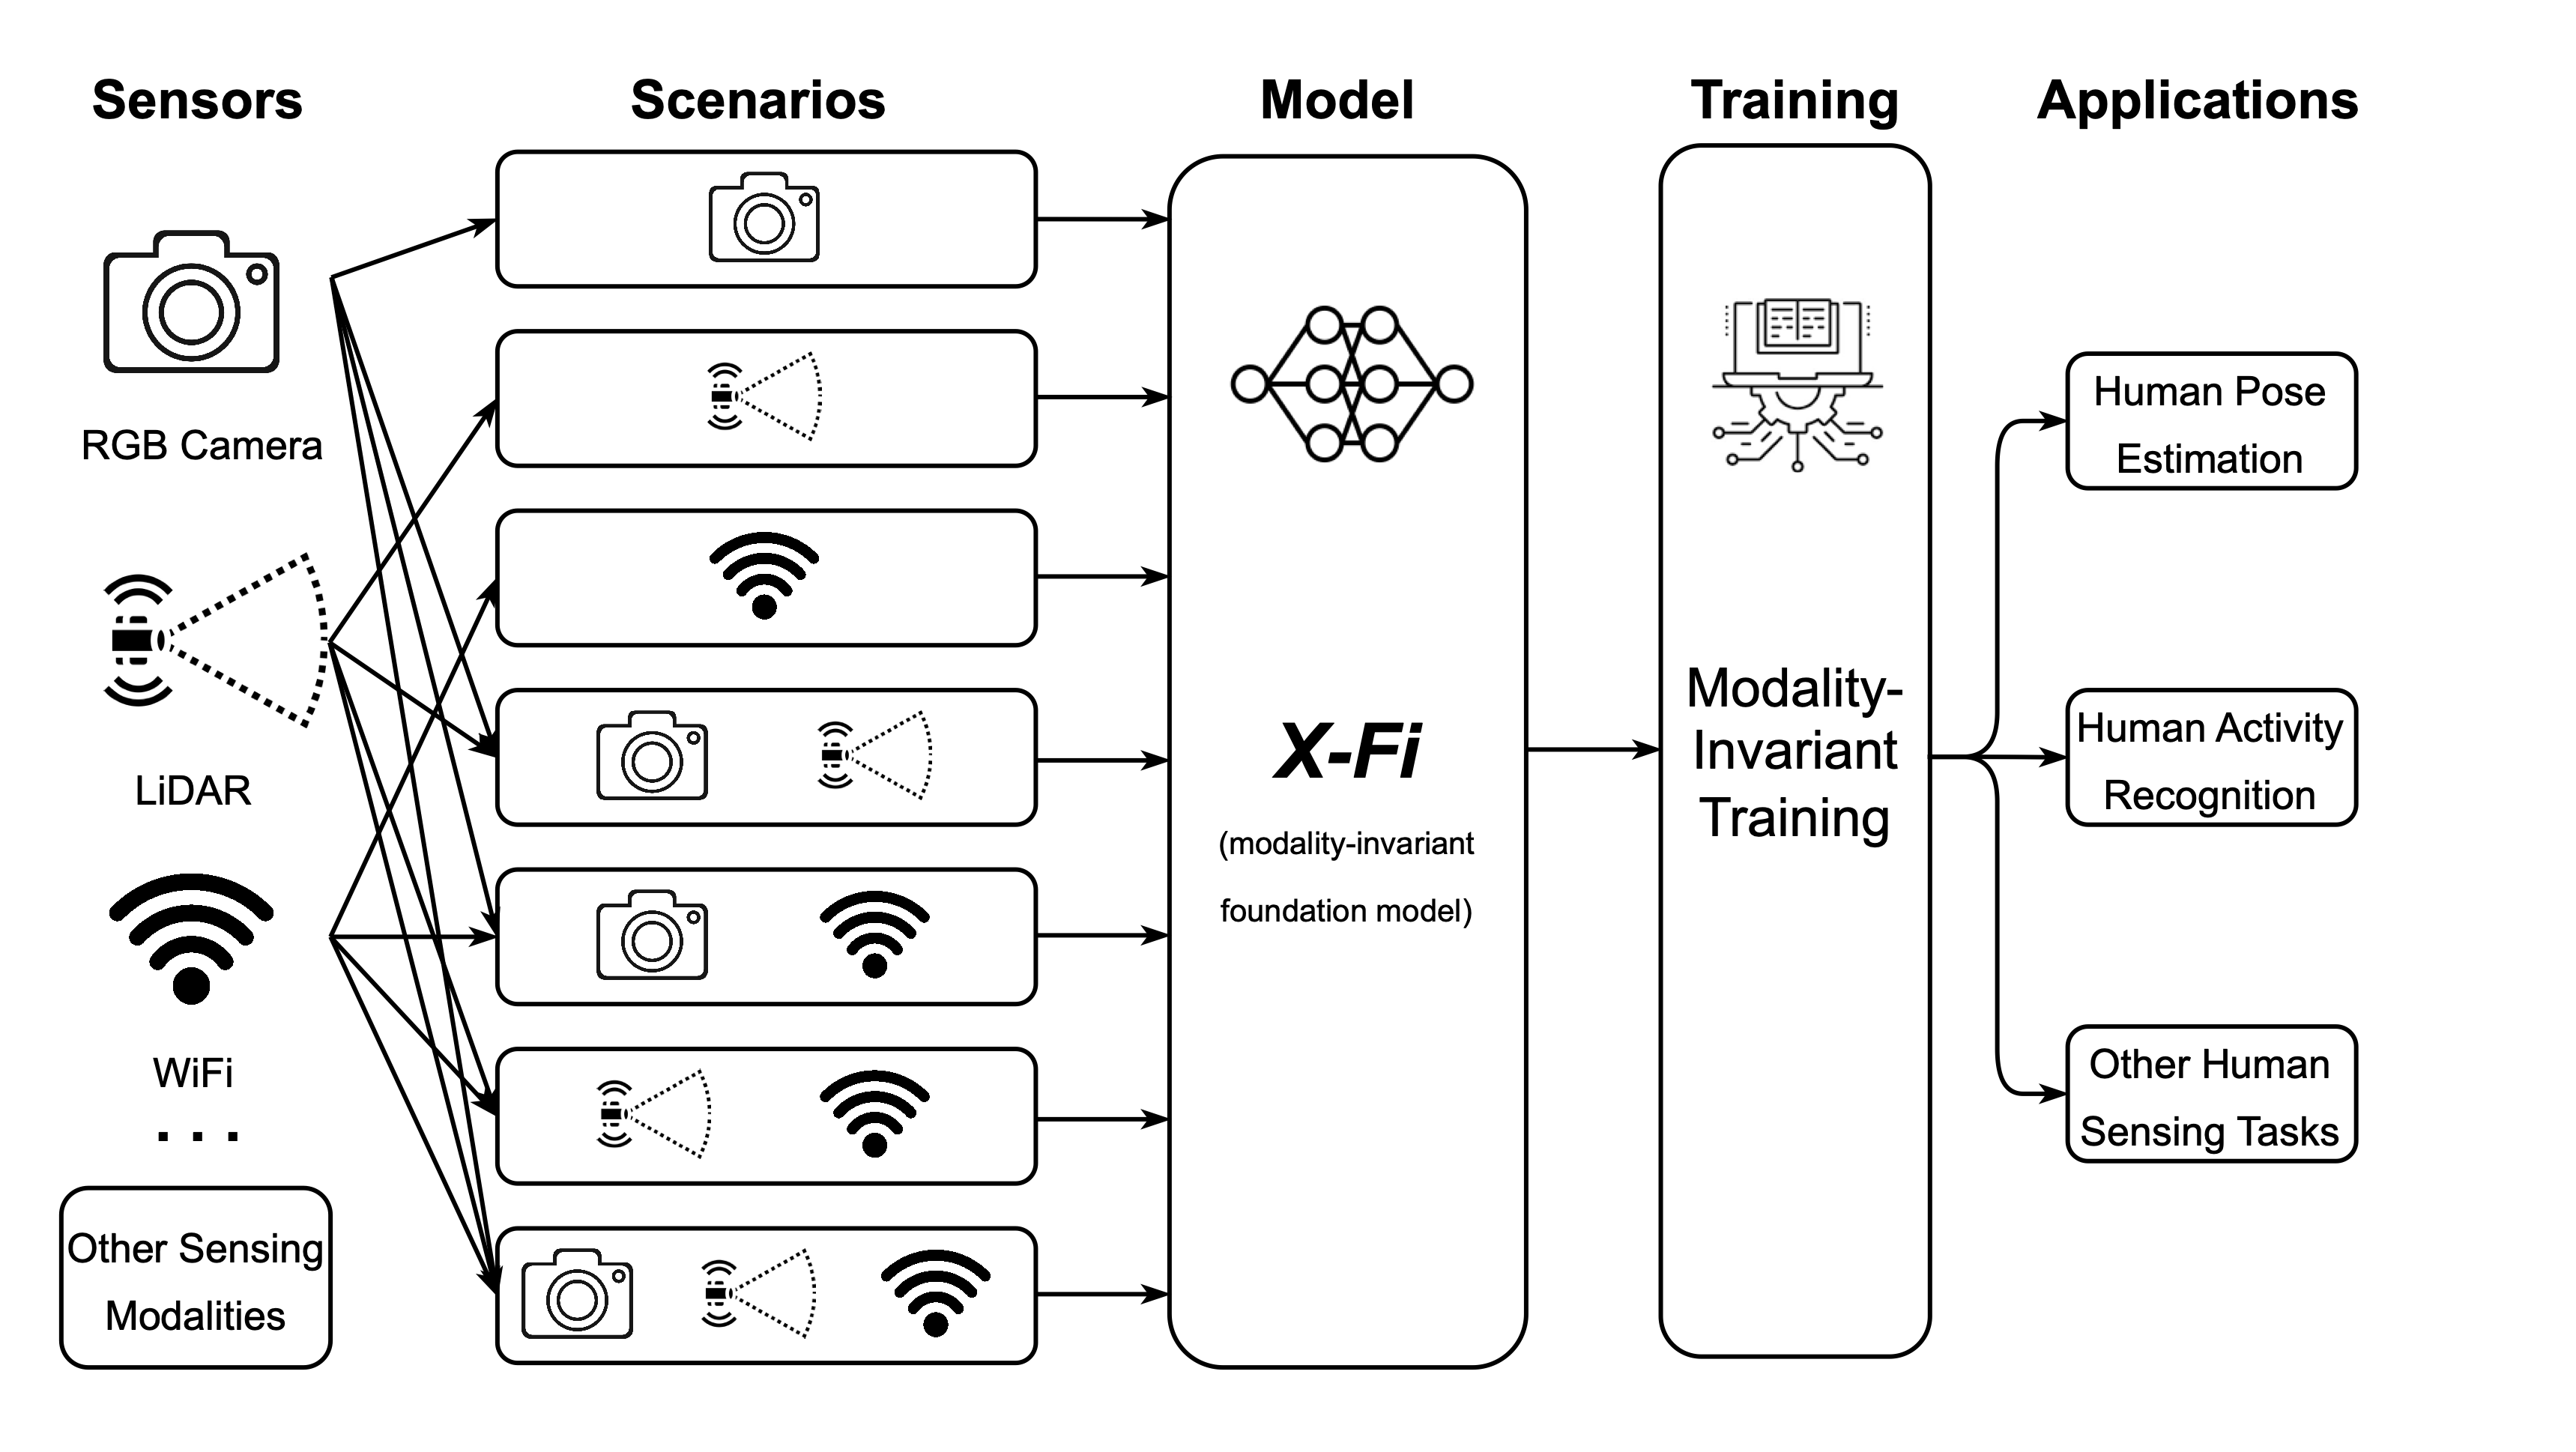 Sensors
Scenarios
Model
Training
Applications
RGB Camera
LiDAR
WiFi
. . .
Other Sensing
Modalities
X-Fi
(modality-invariant
foundation model)
Modality-
Invariant
Training
Human Pose
Estimation
Human Activity
Recognition
Other Human
Sensing Tasks